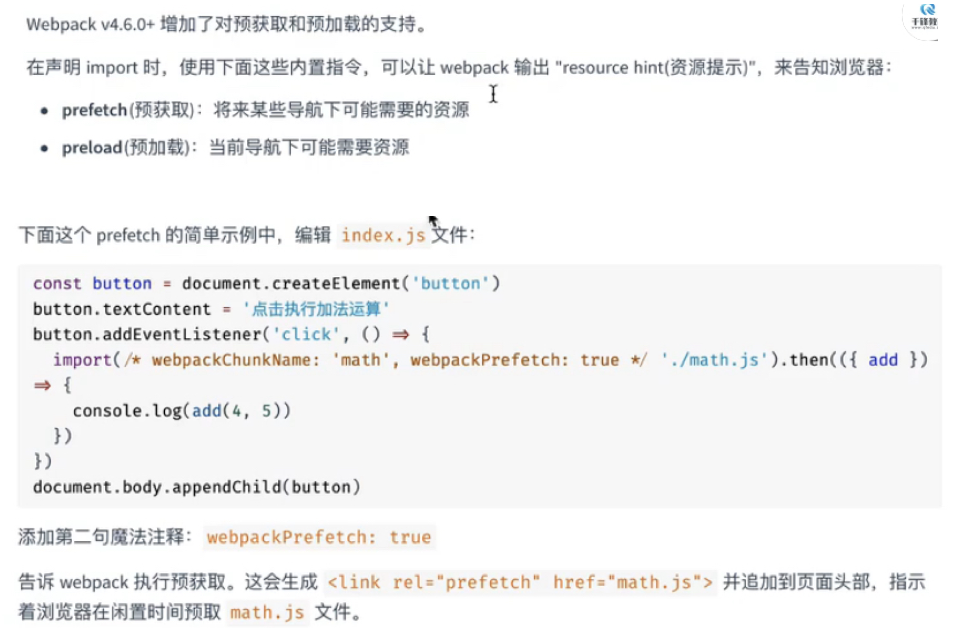 Webpack v4.6.0+ 增加了对预获取和预加载的支持。
千锋教育
在声明 import 时，使用下面这些内置指令，可以让 webpack 输出 "resource hint(资源提示)"，来告知浏览器：
• prefetch(预获取)：将来某些导航下可能需要的资源
• preload(预加载)：当前导航下可能需要资源
下面这个 prefetch 的简单示例中，编辑 index.js 文件：
const button = document.createElement('button')
button.textContent = '点击执行加法运算'
button.addEventListener('click', () => {
  import(/* webpackChunkName: 'math', webpackPrefetch: true */ './math.js').then(({ add })
=> {
    console.log(add(4, 5))
  })
})
document.body.appendChild(button)
添加第二句魔法注释： webpackPrefetch: true
告诉 webpack 执行预获取。这会生成 <link rel="prefetch" href="math.js"> 并追加到页面头部，指示
着浏览器在闲置时间预取 math.js 文件。